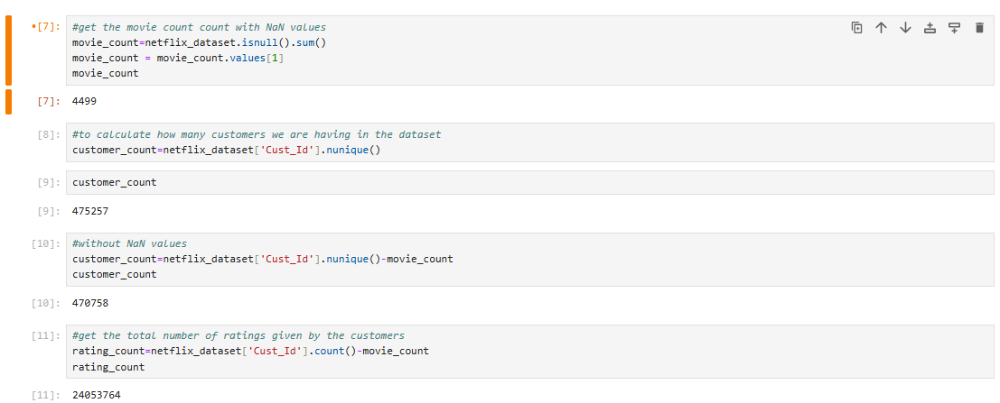 •[7]: #get the movie count count with NaN values
movie_count=netflix_dataset.isnull().sum()
movie_count = movie_count.values[1]
movie_count
[7]: 4499
[8]: #to calculate how many customers we are having in the dataset
customer_count=netflix_dataset['Cust_Id'].nunique()
[9]: customer_count
[9]: 475257
[10]: #without NaN values
customer_count=netflix_dataset['Cust_Id'].nunique()-movie_count
customer_count
[10]: 470758
[11]: #get the total number of ratings given by the customers
rating_count=netflix_dataset['Cust_Id'].count()-movie_count
rating_count
[11]: 24053764